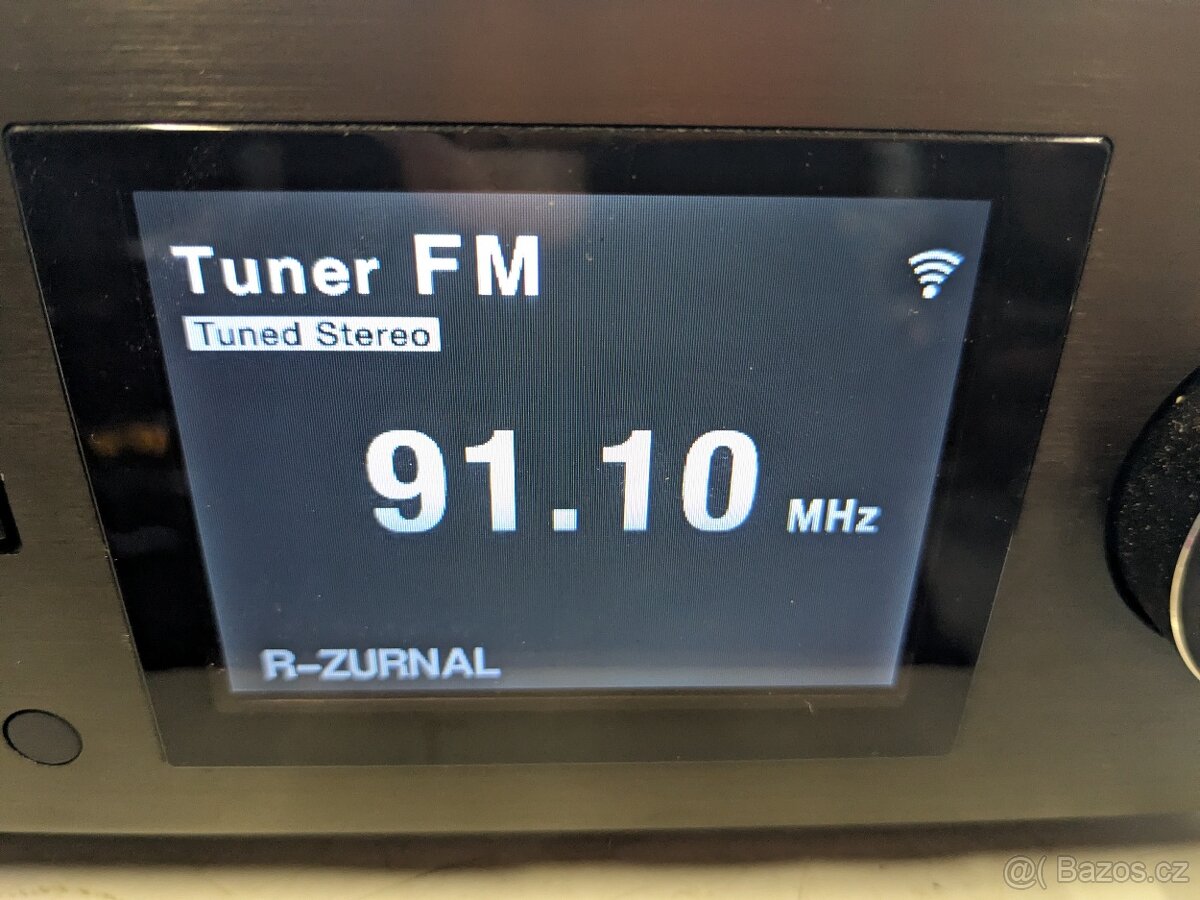 Tuner FM
Tuned Stereo
91.10 MHz
R-ZURNAL
@( Bazos.cz